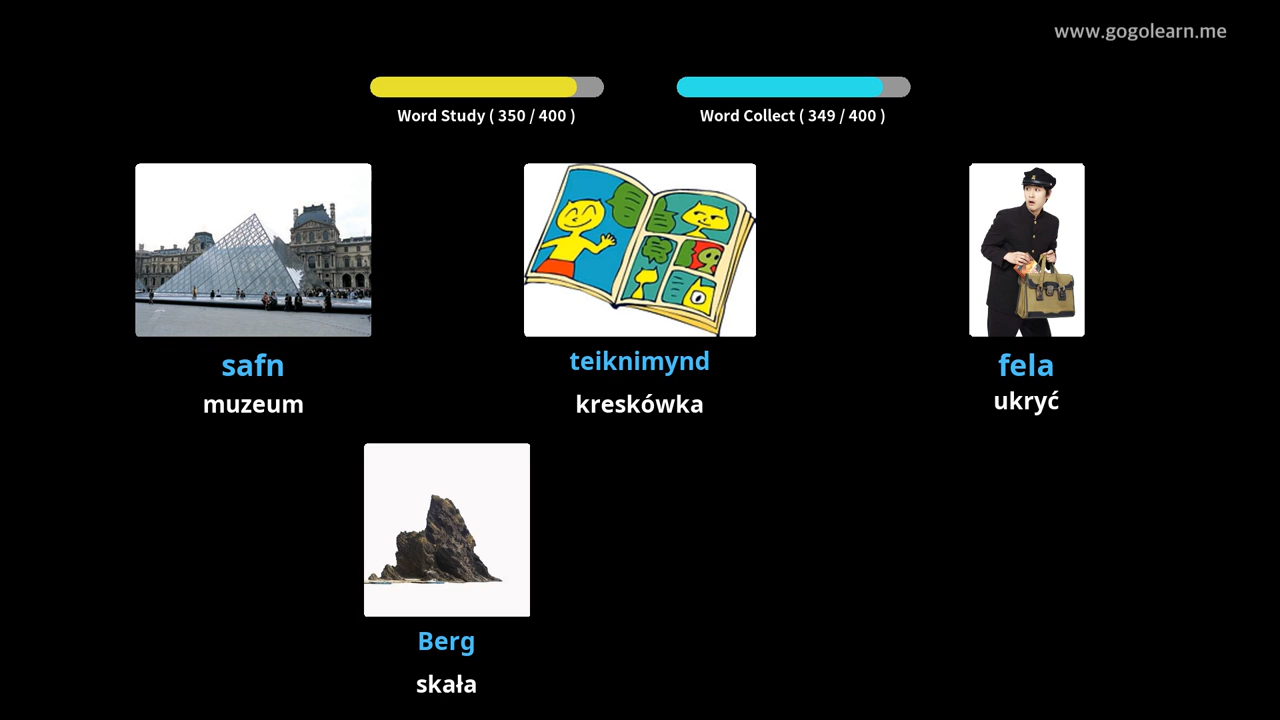 www.gogolearn.me
Word Study ( 350 / 400 )
Word Collect ( 349 / 400 )
safn
muzeum
teiknimynd
kreskówka
fela
ukryć
Berg
skała